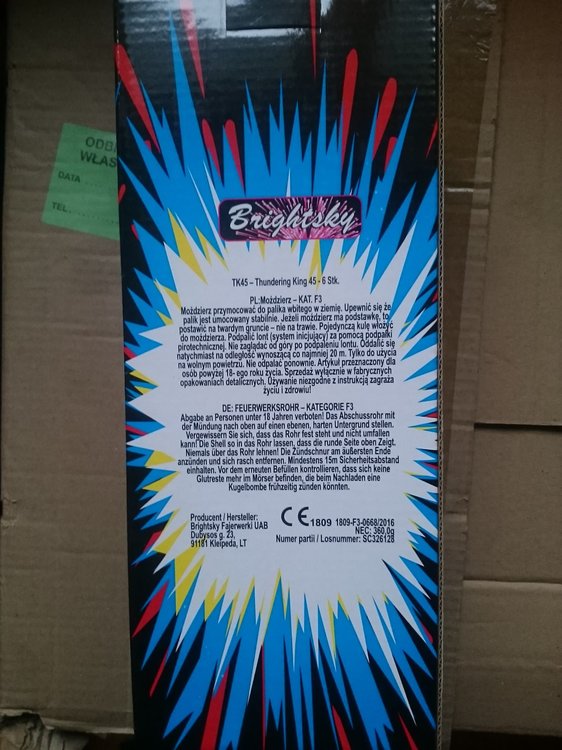 ODB
WŁAS
DATA
TEL.
Brightsky
TK45 – Thundering King 45 - 6 Stk.
PL:Moździerz – KAT. F3
Moździerz przymocować do palika wbitego w ziemię. Upewnić się że
palik jest umocowany stabilnie. Jeżeli moździerz ma podstawkę, to
postawić na twardym gruncie – nie na trawie. Pojedynczą kulę włożyć
do moździerza. Podpalić lont (system inicjujący) za pomocą podpałki
pirotechnicznej. Nie zaglądać od góry po podpaleniu lontu. Oddalić się
natychmiast na odległość wynoszącą co najmniej 20 m. Tylko do użycia
na wolnym powietrzu. Nie odpalać ponownie. Artykuł przeznaczony dla
osób powyżej 18- ego roku życia. Sprzedaż wyłącznie w fabrycznych
opakowaniach detalicznych. Używanie niezgodne z instrukcją zagraża
życiu i zdrowiu!
DE: FEUERWERKSROHR – KATEGORIE F3
Abgabe an Personen unter 18 Jahren verboten! Das Abschussrohr mit
der Mündung nach oben auf einen ebenen, harten Untergrund stellen.
Vergewissern Sie sich, dass das Rohr fest steht und nicht umfallen
kann! Die Shell so in das Rohr lassen, dass die runde Seite oben Zeigt.
Niemals über das Rohr lehnen! Die Zündschnur am äußersten Ende
anzünden und sich rasch entfernen. Mindestens 15m Sicherheitsabstand
einhalten. Vor dem erneuten Befüllen kontrollieren, dass sich keine
Glutreste mehr im Mörser befinden, die beim Nachladen eine
Kugelbombe frühzeitig zünden könnten.
Producent / Hersteller:
Brightsky Fajerwerki UAB
Dubysos g. 23,
91181 Kleipeda, LT
CE 1809 1809-F3-0668/2016
NEC: 360.0g
Numer partii / Losnummer: SC326128